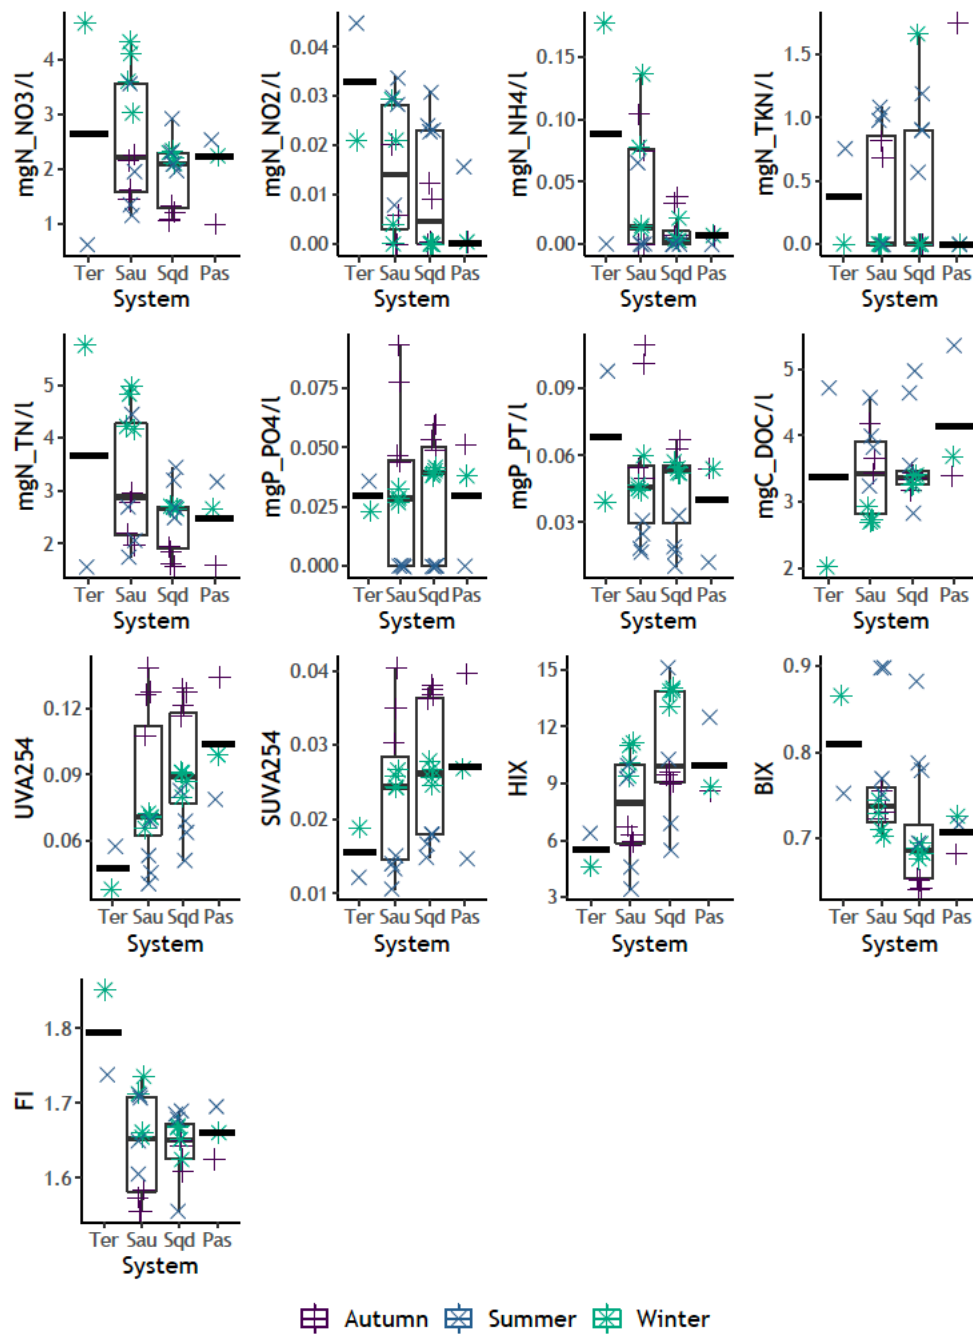 mgN_NO3/l
4
3
2
1
Ter Sau Sqd Pas
System
mgN_NO2/l
0.04
0.03
0.02
0.01
0.00
Ter Sau Sqd Pas
System
mgN_NH4/l
0.15
0.10
0.05
0.00
Ter Sau Sqd Pas
System
mgN_TKN/l
1.5
1.0
0.5
0.0
Ter Sau Sqd Pas
System
mgN_TN/l
5
4
3
2
Ter Sau Sqd Pas
System
mgP_PO4/l
0.075
0.050
0.025
0.000
Ter Sau Sqd Pas
System
mgP_PT/l
0.09
0.06
0.03
Ter Sau Sqd Pas
System
mgC_DOC/l
5
4
3
2
Ter Sau Sqd Pas
System
UVA254
0.12
0.09
0.06
Ter Sau Sqd Pas
System
SUVA254
0.04
0.03
0.02
0.01
Ter Sau Sqd Pas
System
HIX
15
12
9
6
3
Ter Sau Sqd Pas
System
BIX
0.9
0.8
0.7
Ter Sau Sqd Pas
System
FI
1.8
1.7
1.6
Ter Sau Sqd Pas
System
Autumn Summer Winter